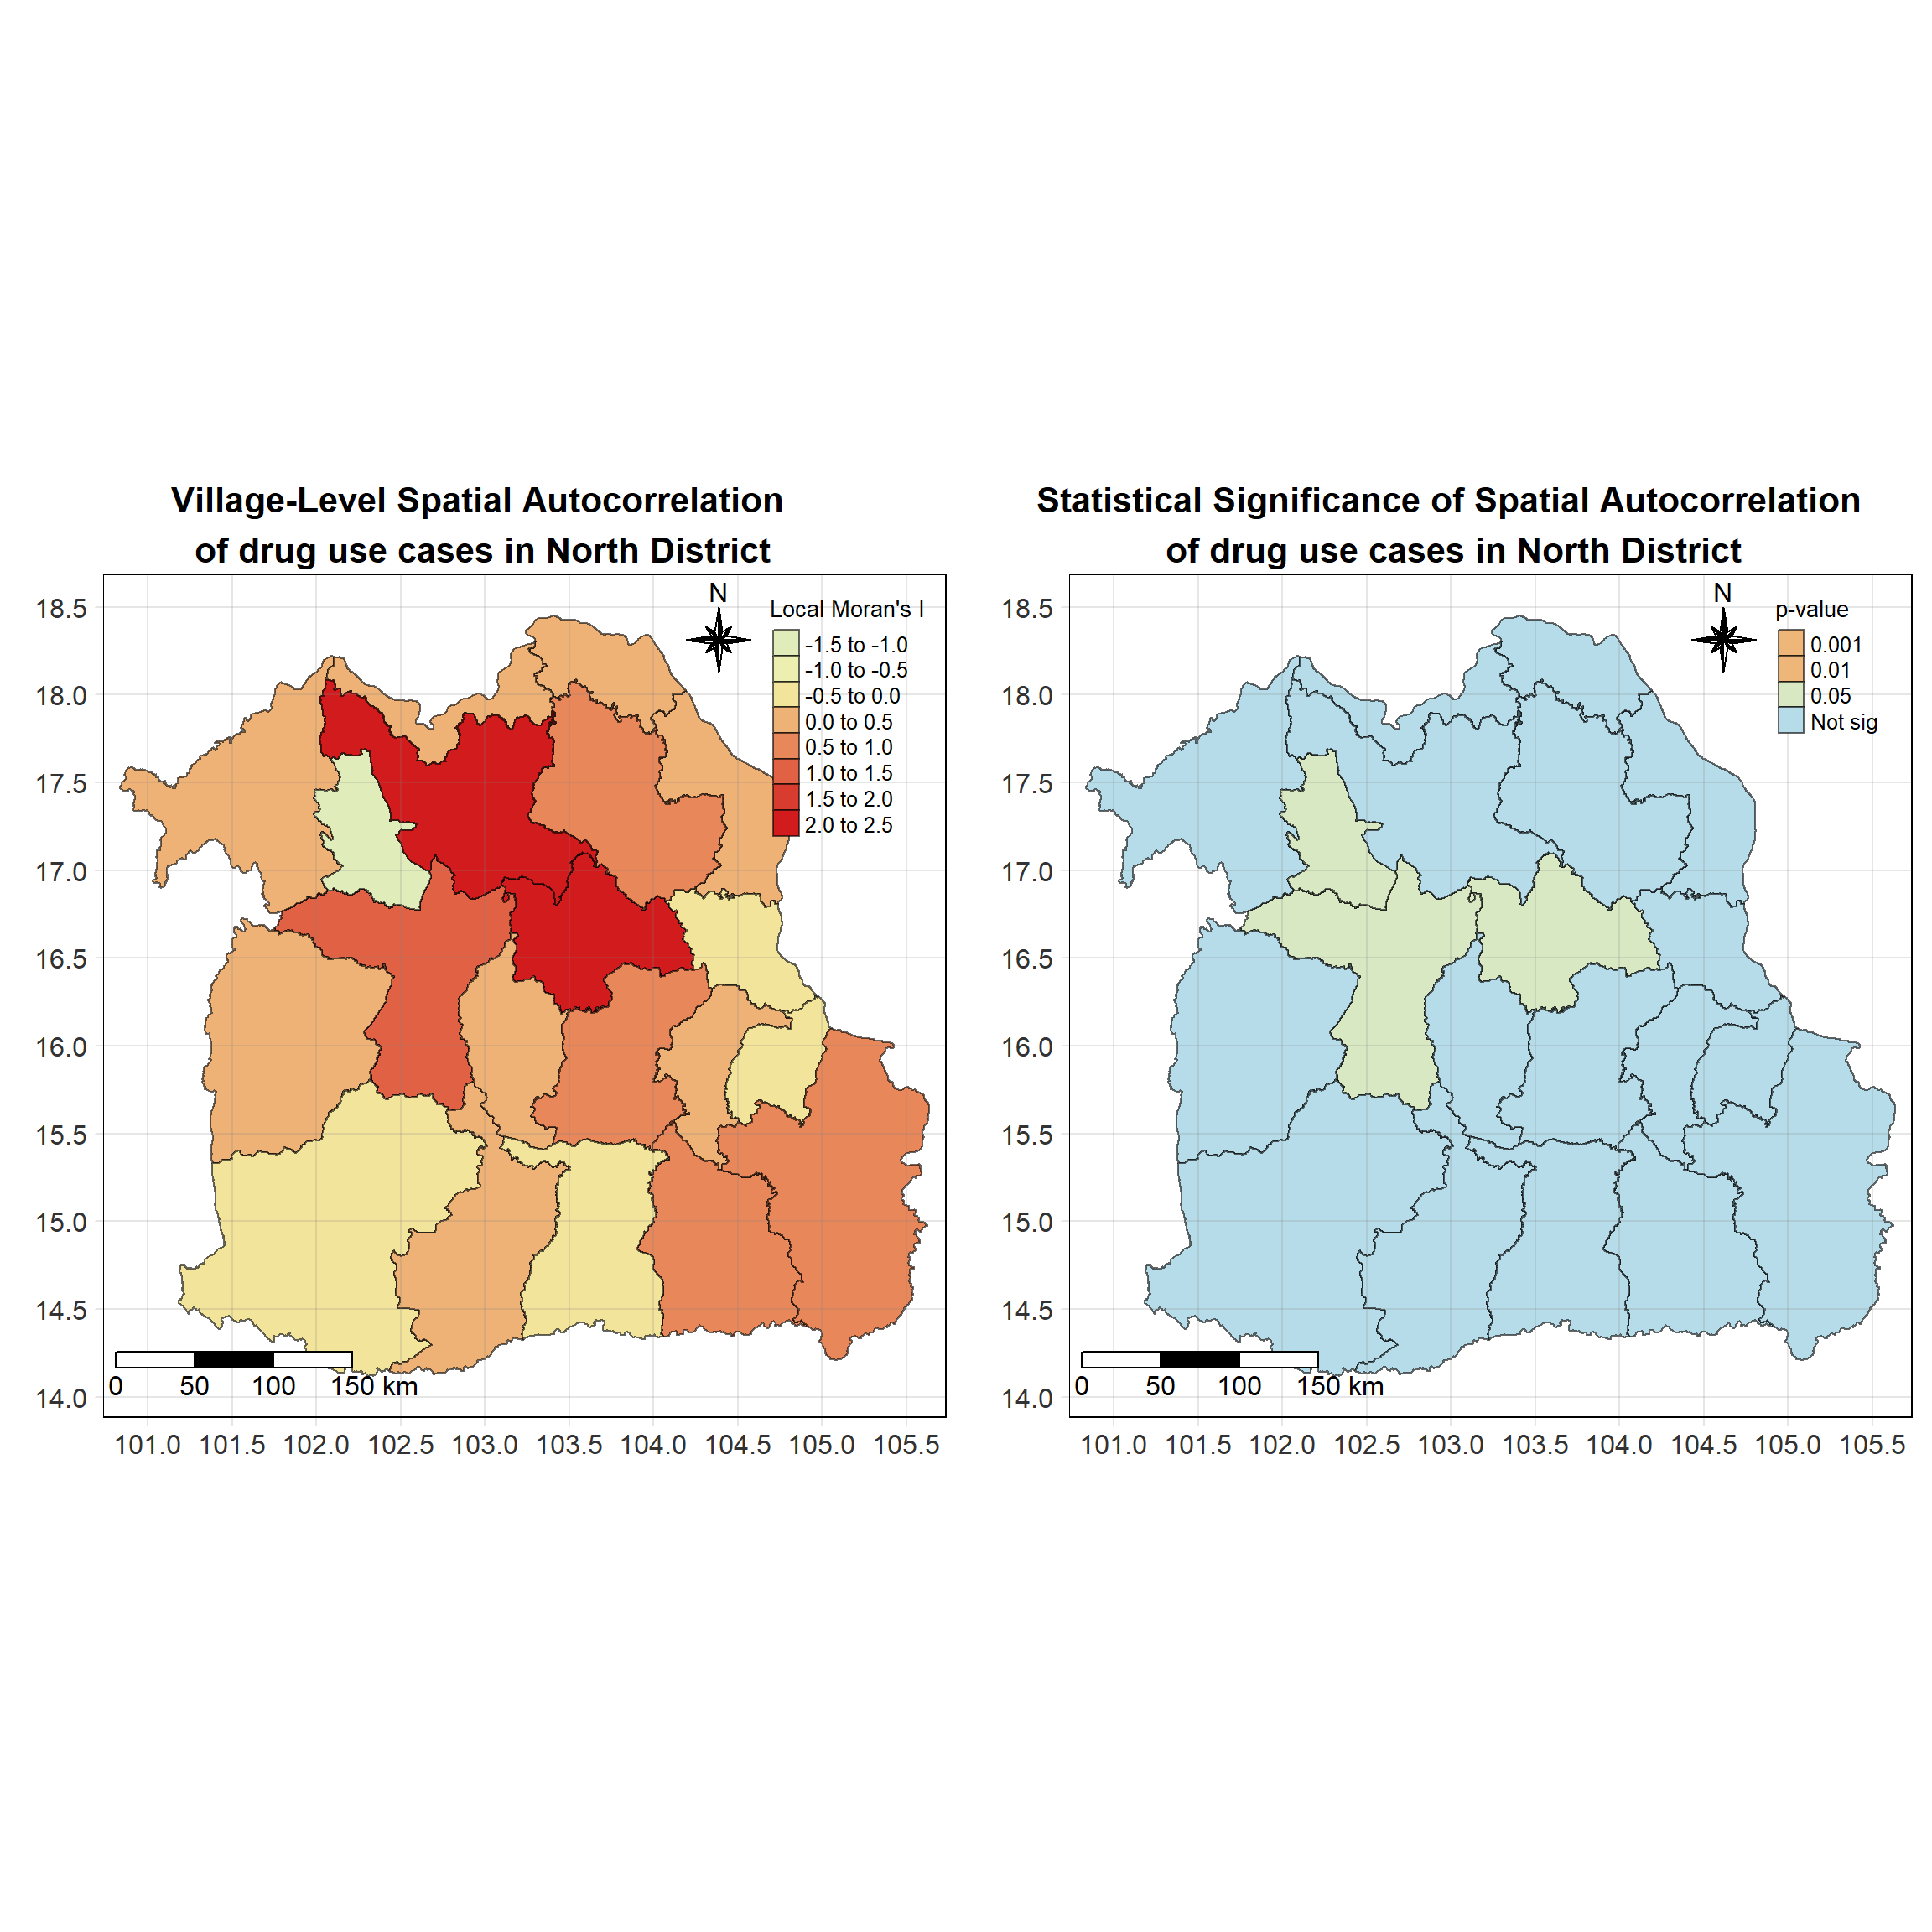 Village-Level Spatial Autocorrelation
of drug use cases in North District
N
Local Moran's I
-1.5 to -1.0
-1.0 to -0.5
-0.5 to 0.0
0.0 to 0.5
0.5 to 1.0
1.0 to 1.5
1.5 to 2.0
2.0 to 2.5
18.5
18.0
17.5
17.0
16.5
16.0
15.5
15.0
14.5
14.0
0 50 100 150 km
101.0 101.5 102.0 102.5 103.0 103.5 104.0 104.5 105.0 105.5
Statistical Significance of Spatial Autocorrelation
of drug use cases in North District
N
p-value
0.001
0.01
0.05
Not sig
18.5
18.0
17.5
17.0
16.5
16.0
15.5
15.0
14.5
14.0
0 50 100 150 km
101.0 101.5 102.0 102.5 103.0 103.5 104.0 104.5 105.0 105.5